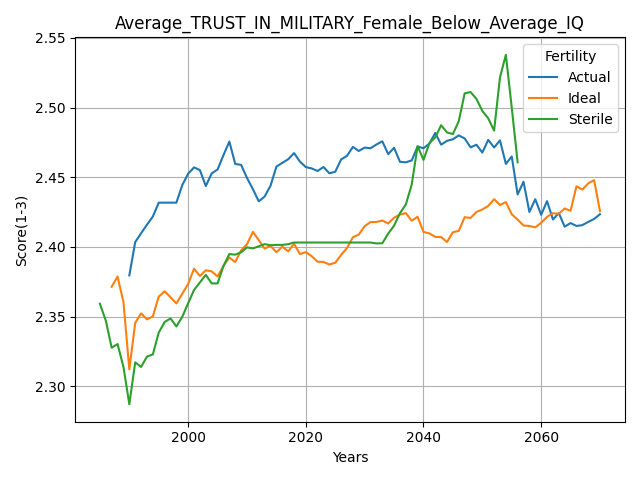 Average_TRUST_IN_MILITARY_Female_Below_Average_IQ
2.55
2.50
2.45
2.40
2.35
2.30
Score(1-3)
Fertility
Actual
Ideal
Sterile
2000
2020
2040
2060
Years